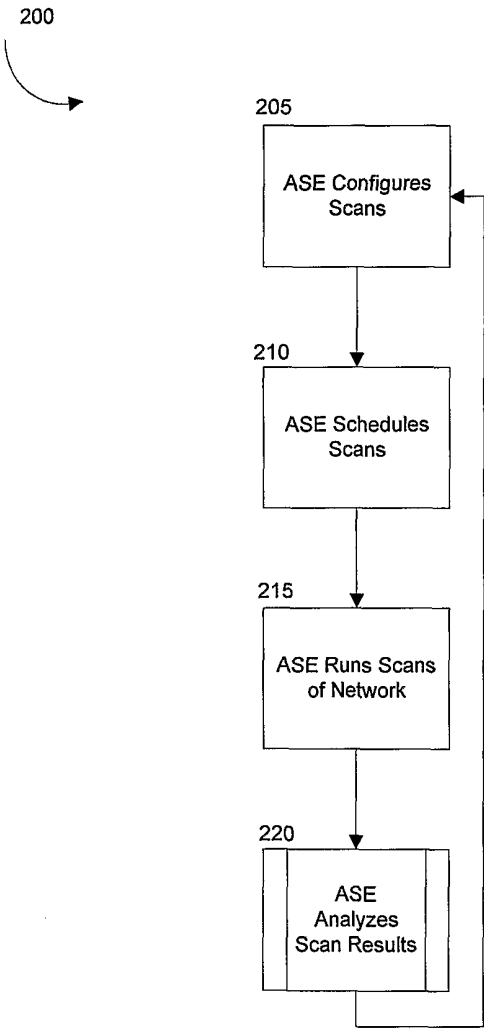 200
205
ASE Configures
Scans
210
ASE Schedules
Scans
215
ASE Runs Scans
of Network
220
ASE
Analyzes
Scan Results